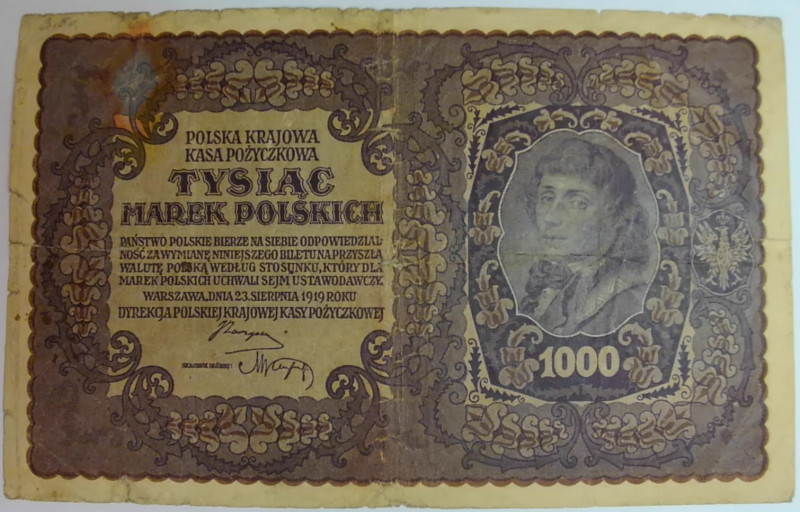 POLSKA KRAJOWA
KASA POŻYCZKOWA
TYSIĄC
MAREK POLSKICH
PAŃSTWO POLSKIE BIERZE NA SIEBIE ODPOWIEDZIAL-
NOŚĆ ZA WYMIANĘ NINIEJSZEGO BILETU NA PRZYSZŁĄ
WALUTĘ POLSKĄ WEDŁUG STOSUNKU, KTÓRY DLA
MAREK POLSKICH UCHWALI SEJM USTAWODAWCZY.
WARSZAWA, DNIA 23. SIERPNIA 1919 ROKU
DYREKCJA POLSKIEJ KRAJOWEJ KASY POŻYCZKOWEJ
1000